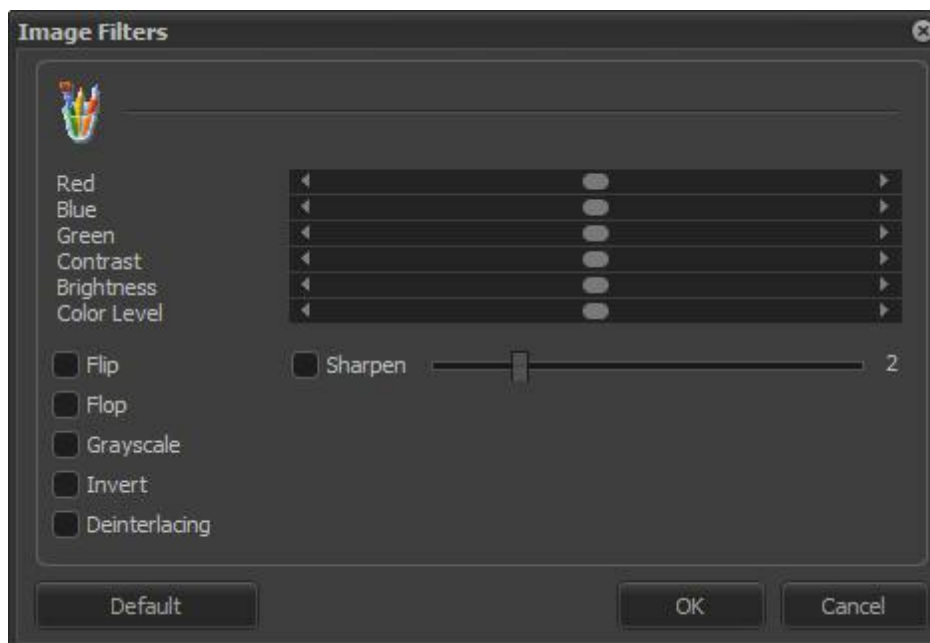 Image Filters
Red
Blue
Green
Contrast
Brightness
Color Level
Flip
Sharpen 2
Flop
Grayscale
Invert
Deinterlacing
Default OK Cancel